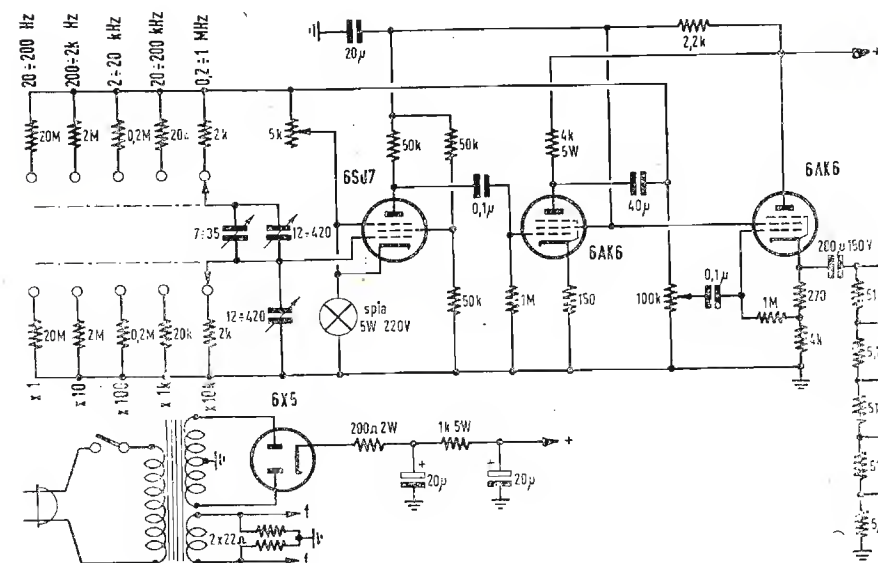 20÷200 Hz
200÷2k Hz
2÷20 kHz
20÷200 kHz
0,2÷1 MHz
20µ
2,2k
+
20M
2M
0,2M
2k
5k
50k
50k
4k
5W
6SJ7
6AK6
0,1µ
40µ
7÷35
12÷420
6AK6
200µ 150V
spia
5W 220V
12÷420
50k
1M
150
100k
0,1µ
1M
270
4k
20M
2M
0,2M
20k
2k
x 1
x 10
x 100
x 1k
x 10k
6X5
200Ω 2W
1k 5W
+
+
20µ
+
20µ
2x22Ω
f
f